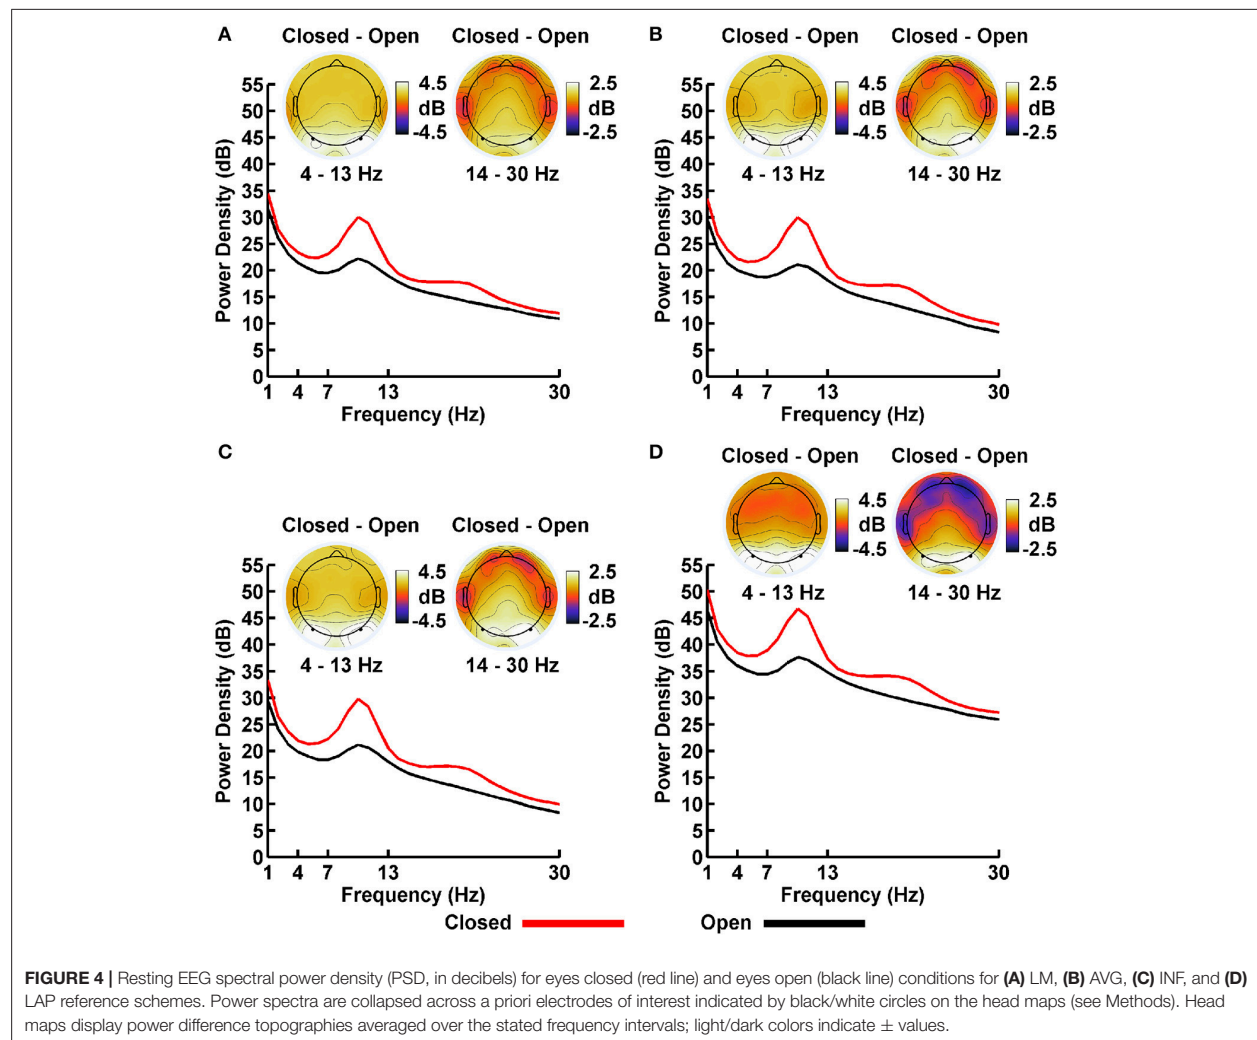 A
Closed - Open
Closed - Open
4.5
dB
-4.5
2.5
dB
-2.5
4 - 13 Hz
14 - 30 Hz
Power Density (dB)
55
50
45
40
35
30
25
20
15
10
5
0
1 4 7 13 30
Frequency (Hz)
B
Closed - Open
Closed - Open
4.5
dB
-4.5
2.5
dB
-2.5
4 - 13 Hz
14 - 30 Hz
Power Density (dB)
55
50
45
40
35
30
25
20
15
10
5
0
1 4 7 13 30
Frequency (Hz)
C
Closed - Open
Closed - Open
4.5
dB
-4.5
2.5
dB
-2.5
4 - 13 Hz
14 - 30 Hz
Power Density (dB)
55
50
45
40
35
30
25
20
15
10
5
0
1 4 7 13 30
Frequency (Hz)
D
Closed - Open
Closed - Open
4.5
dB
-4.5
2.5
dB
-2.5
4 - 13 Hz
14 - 30 Hz
Power Density (dB)
55
50
45
40
35
30
25
20
15
10
5
0
1 4 7 13 30
Frequency (Hz)
Closed
Open
FIGURE 4 | Resting EEG spectral power density (PSD, in decibels) for eyes closed (red line) and eyes open (black line) conditions for (A) LM, (B) AVG, (C) INF, and (D)
LAP reference schemes. Power spectra are collapsed across a priori electrodes of interest indicated by black/white circles on the head maps (see Methods). Head
maps display power difference topographies averaged over the stated frequency intervals; light/dark colors indicate ± values.